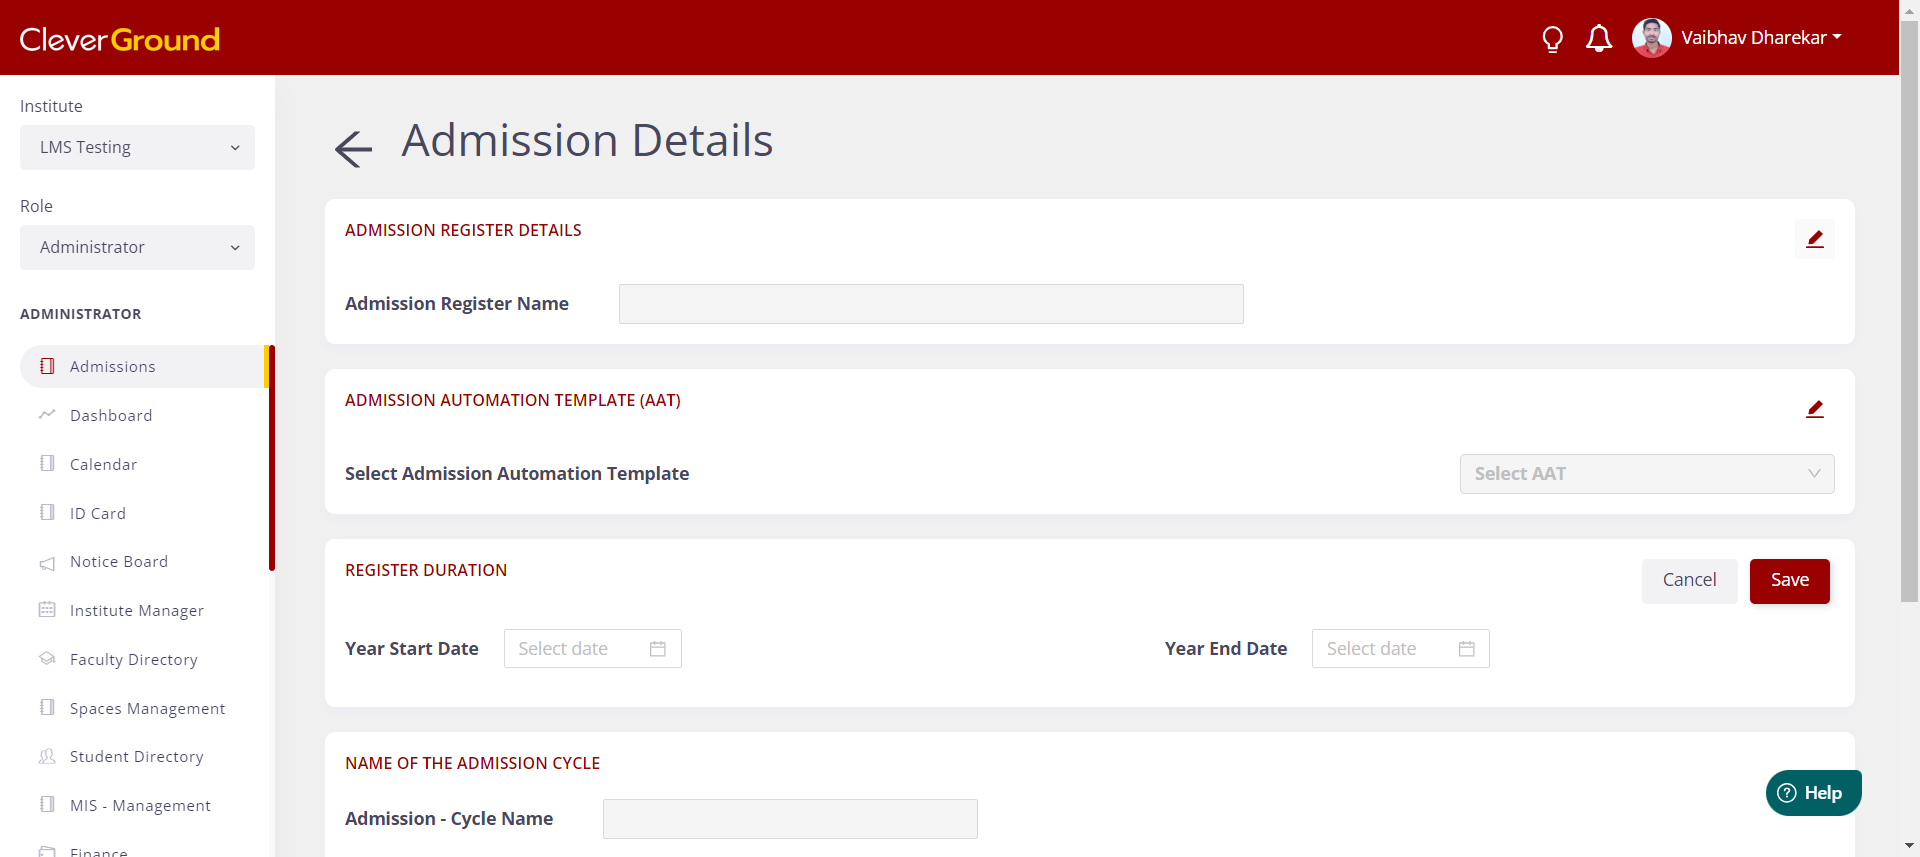 CleverGround
Vaibhav Dharekar
Institute
LMS Testing
Role
Administrator
ADMINISTRATOR
Admissions
Dashboard
Calendar
ID Card
Notice Board
Institute Manager
Faculty Directory
Spaces Management
Student Directory
MIS - Management
Finance
Admission Details
ADMISSION REGISTER DETAILS
Admission Register Name
ADMISSION AUTOMATION TEMPLATE (AAT)
Select Admission Automation Template
Select AAT
REGISTER DURATION
Cancel
Save
Year Start Date
Select date
Year End Date
Select date
NAME OF THE ADMISSION CYCLE
Admission - Cycle Name
Help